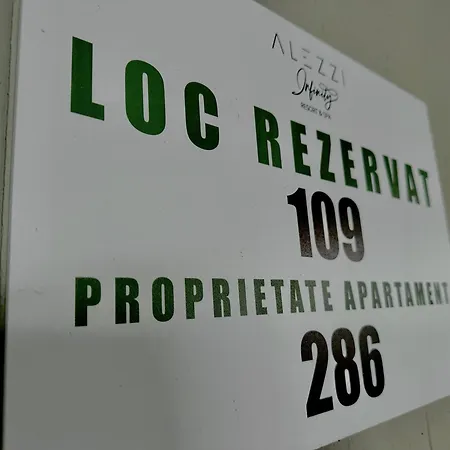 ALEZZI
Infinity
RESORT & SPA
LOC REZERVAT
109
PROPRIETATE APARTAMENT
286